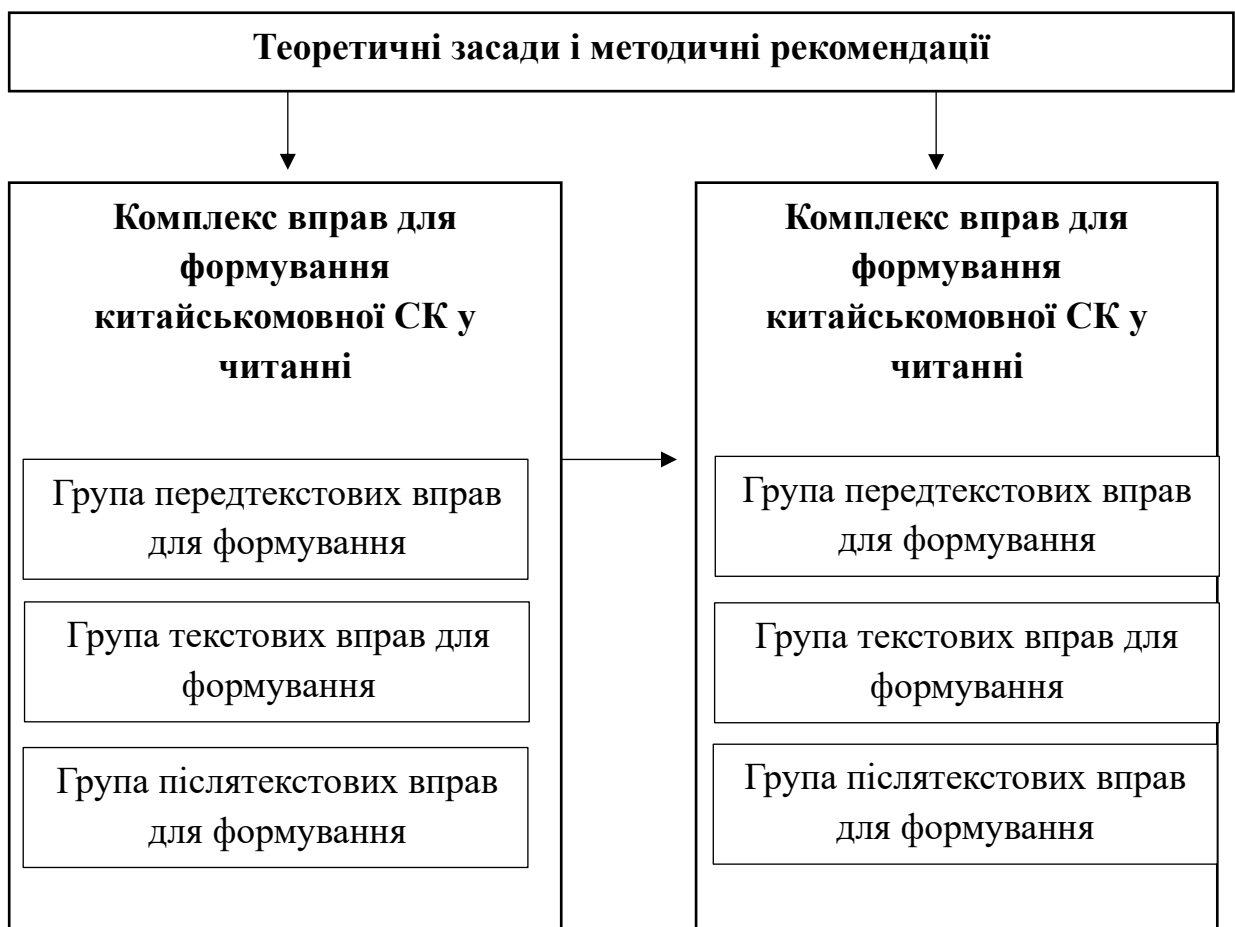 Теоретичні засади і методичні рекомендації
Комплекс вправ для
формування
китайськомовної СК у
читанні
Група передтекстових вправ
для формування
Група текстових вправ для
формування
Група післятекстових вправ
для формування
Комплекс вправ для
формування
китайськомовної СК у
читанні
Група передтекстових вправ
для формування
Група текстових вправ для
формування
Група післятекстових вправ
для формування